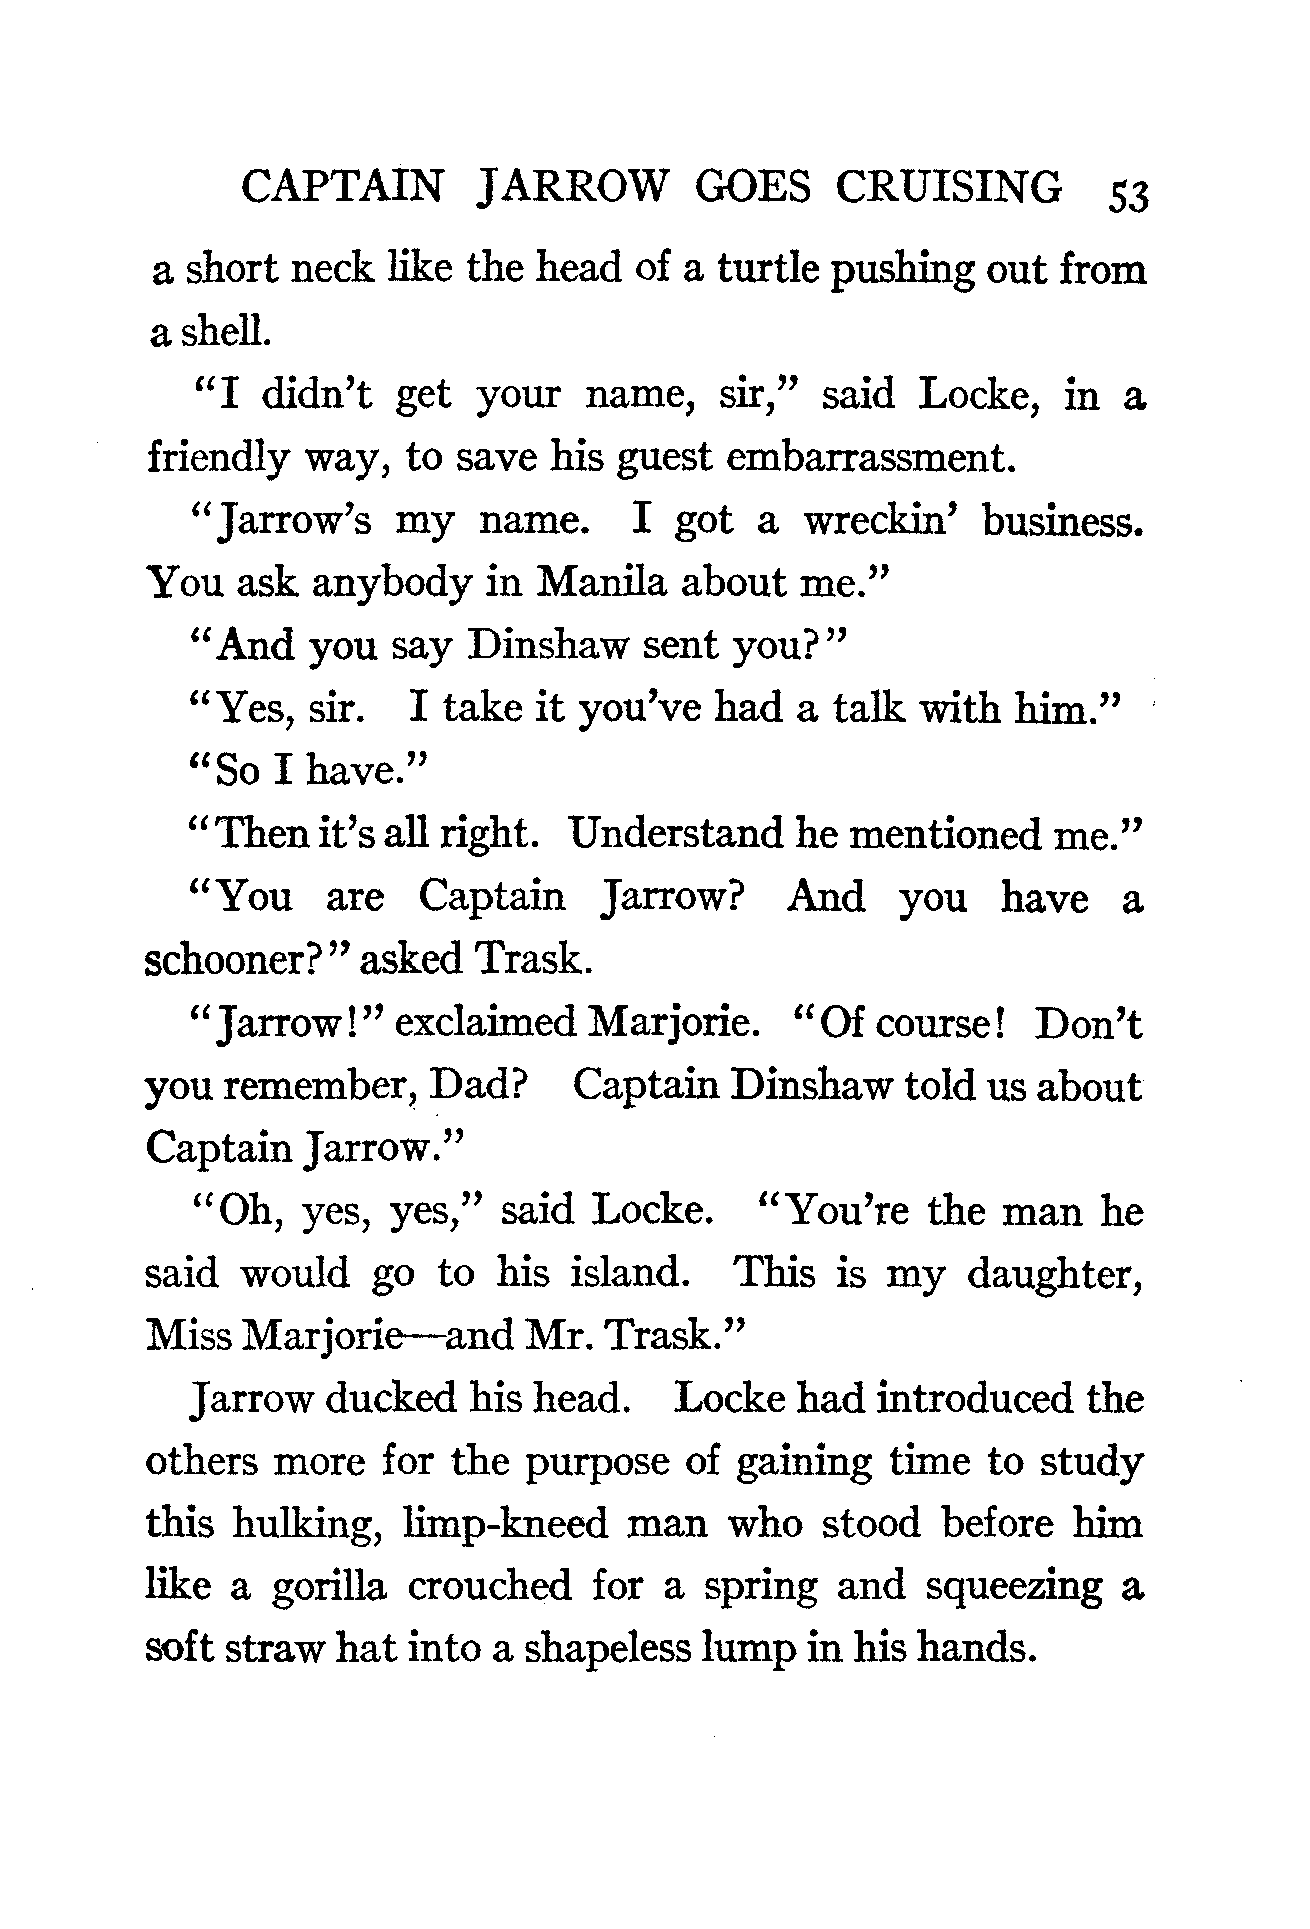 CAPTAIN JARROW GOES CRUISING 53
a short neck like the head of a turtle pushing out from
a shell.
“I didn’t get your name, sir,” said Locke, in a
friendly way, to save his guest embarrassment.
“Jarrow’s my name. I got a wreckin’ business.
You ask anybody in Manila about me.”
“And you say Dinshaw sent you?”
“Yes, sir. I take it you’ve had a talk with him.”
“So I have.”
“Then it’s all right. Understand he mentioned me.”
“You are Captain Jarrow? And you have a
schooner?” asked Trask.
“Jarrow!” exclaimed Marjorie. “Of course! Don’t
you remember, Dad? Captain Dinshaw told us about
Captain Jarrow.”
“Oh, yes, yes,” said Locke. “You’re the man he
said would go to his island. This is my daughter,
Miss Marjorie—and Mr. Trask.”
Jarrow ducked his head. Locke had introduced the
others more for the purpose of gaining time to study
this hulking, limp-kneed man who stood before him
like a gorilla crouched for a spring and squeezing a
soft straw hat into a shapeless lump in his hands.